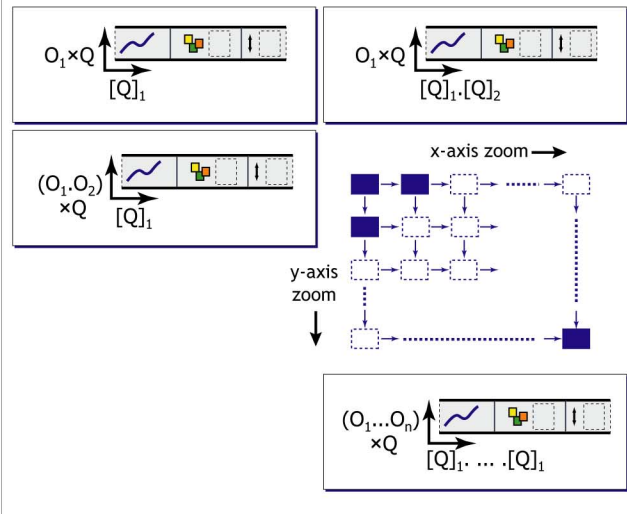 O₁×Q
[Q]₁
O₁×Q
[Q]₁.[Q]₂
(O₁.O₂)
×Q
[Q]₁
x-axis zoom
y-axis
zoom
(O₁...Oₙ)
×Q
[Q]₁. ... .[Q]₁